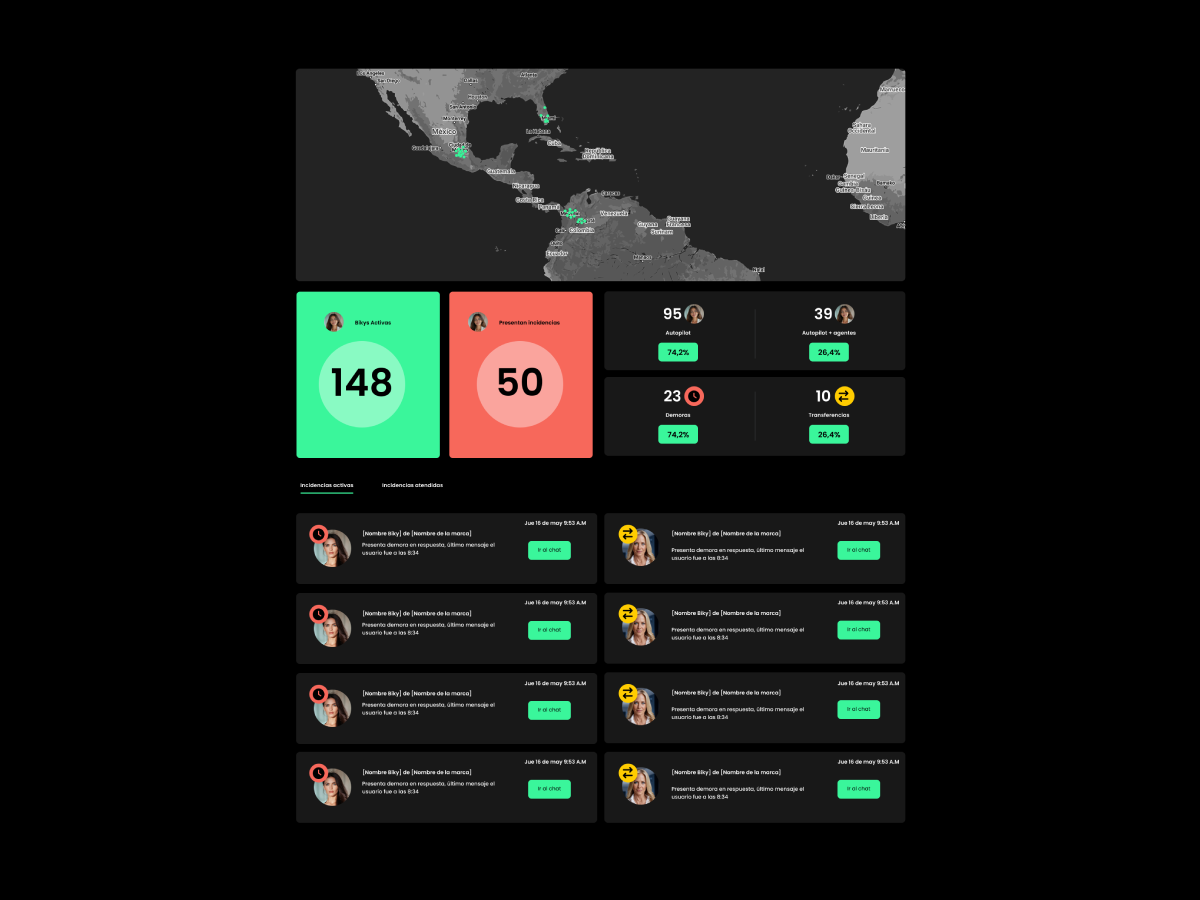 Los Angeles
San Diego
Dallas
Atlanta
Houston
San Antonio
Monterrey
México
Guadalajara
Ciudad de
La Habana
Cuba
República
Dominicana
Guatemala
Nicaragua
Costa Rica
Panamá
Caracas
Venezuela
Cali
Colombia
Guyana
Guayana
Francesa
Surinam
Quito
Ecuador
Manaos
Natal
Marruecos
Sahara
Occidental
Mauritania
Dakar
Senegal
Gambia
Bamako
Guinea-Bisáu
Guinea
Sierra Leona
Liberia
Bikys Activas
148
Presentan incidencias
50
95
Autopilot
74,2%
39
Autopilot + agentes
26,4%
23
Demoras
74,2%
10
Transferencias
26,4%
Incidencias activas
Incidencias atendidas
Jue 16 de may 9:53 A.M
[Nombre Biky] de [Nombre de la marca]
Presenta demora en respuesta, último mensaje el
usuario fue a las 8:34
Ir al chat
Jue 16 de may 9:53 A.M
[Nombre Biky] de [Nombre de la marca]
Presenta demora en respuesta, último mensaje el
usuario fue a las 8:34
Ir al chat
Jue 16 de may 9:53 A.M
[Nombre Biky] de [Nombre de la marca]
Presenta demora en respuesta, último mensaje el
usuario fue a las 8:34
Ir al chat
Jue 16 de may 9:53 A.M
[Nombre Biky] de [Nombre de la marca]
Presenta demora en respuesta, último mensaje el
usuario fue a las 8:34
Ir al chat
Jue 16 de may 9:53 A.M
[Nombre Biky] de [Nombre de la marca]
Presenta demora en respuesta, último mensaje el
usuario fue a las 8:34
Ir al chat
Jue 16 de may 9:53 A.M
[Nombre Biky] de [Nombre de la marca]
Presenta demora en respuesta, último mensaje el
usuario fue a las 8:34
Ir al chat
Jue 16 de may 9:53 A.M
[Nombre Biky] de [Nombre de la marca]
Presenta demora en respuesta, último mensaje el
usuario fue a las 8:34
Ir al chat
Jue 16 de may 9:53 A.M
[Nombre Biky] de [Nombre de la marca]
Presenta demora en respuesta, último mensaje el
usuario fue a las 8:34
Ir al chat